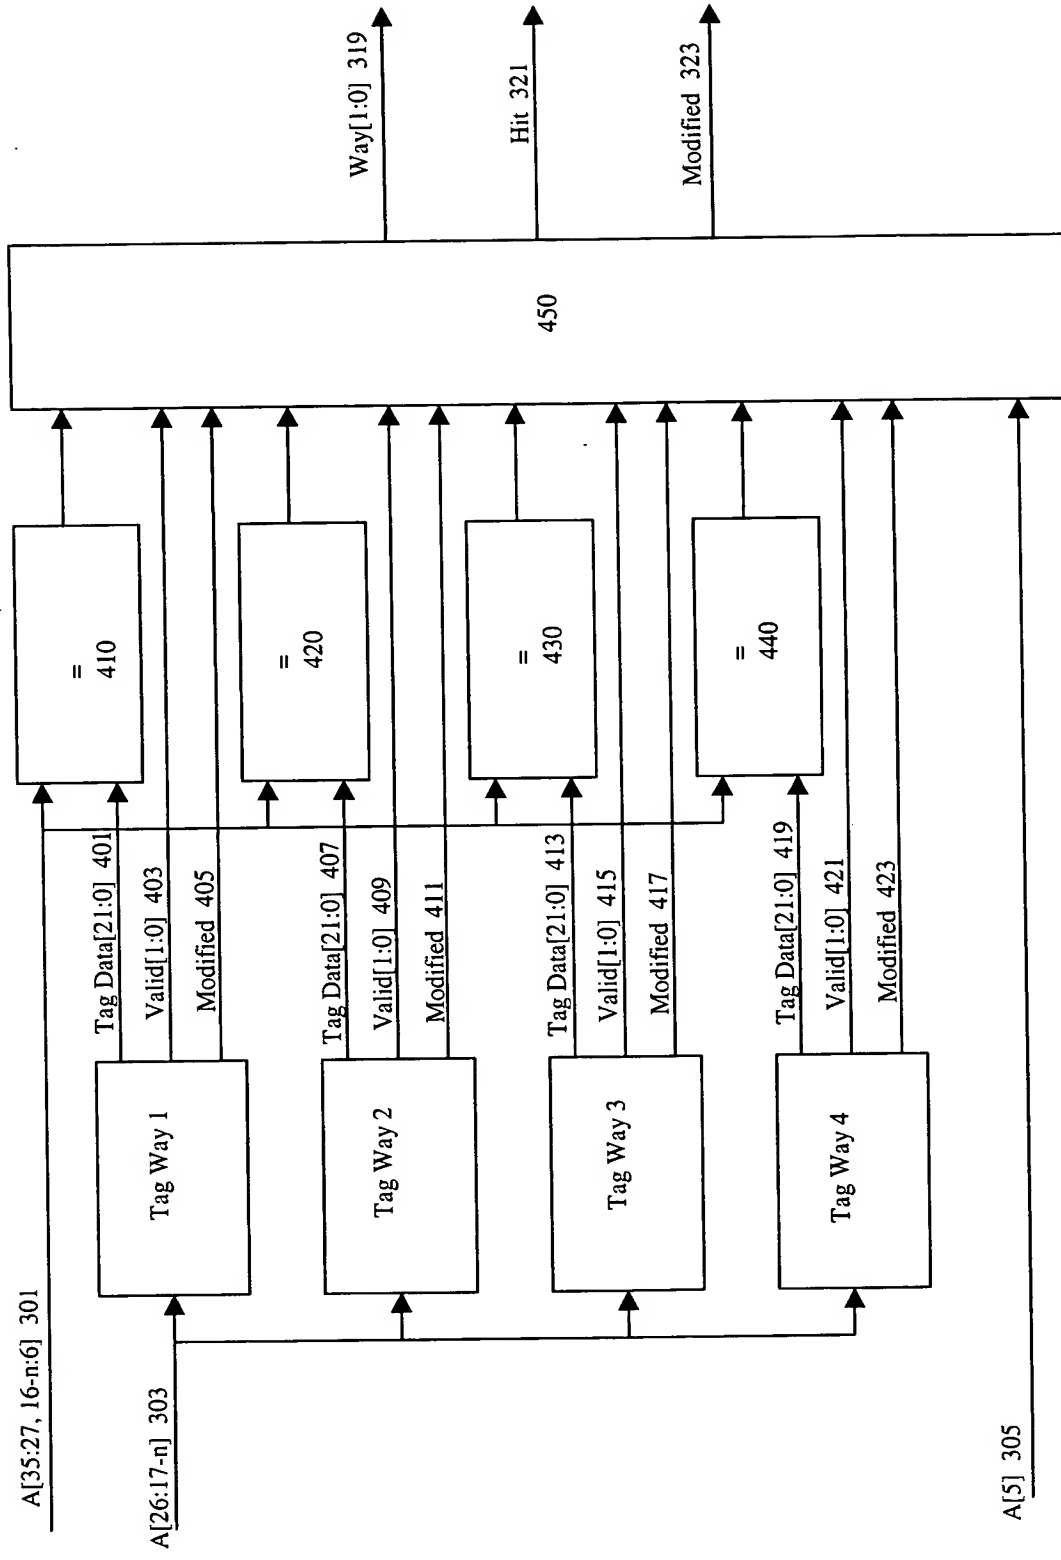 A[35:27, 16-n:6] 301
A[26:17-n] 303
A[5] 305
Tag Way 1
Tag Way 2
Tag Way 3
Tag Way 4
Tag Data[21:0] 401
Valid[1:0] 403
Modified 405
Tag Data[21:0] 407
Valid[1:0] 409
Modified 411
Tag Data[21:0] 413
Valid[1:0] 415
Modified 417
Tag Data[21:0] 419
Valid[1:0] 421
Modified 423
=
410
=
420
=
430
=
440
450
Way[1:0] 319
Hit 321
Modified 323